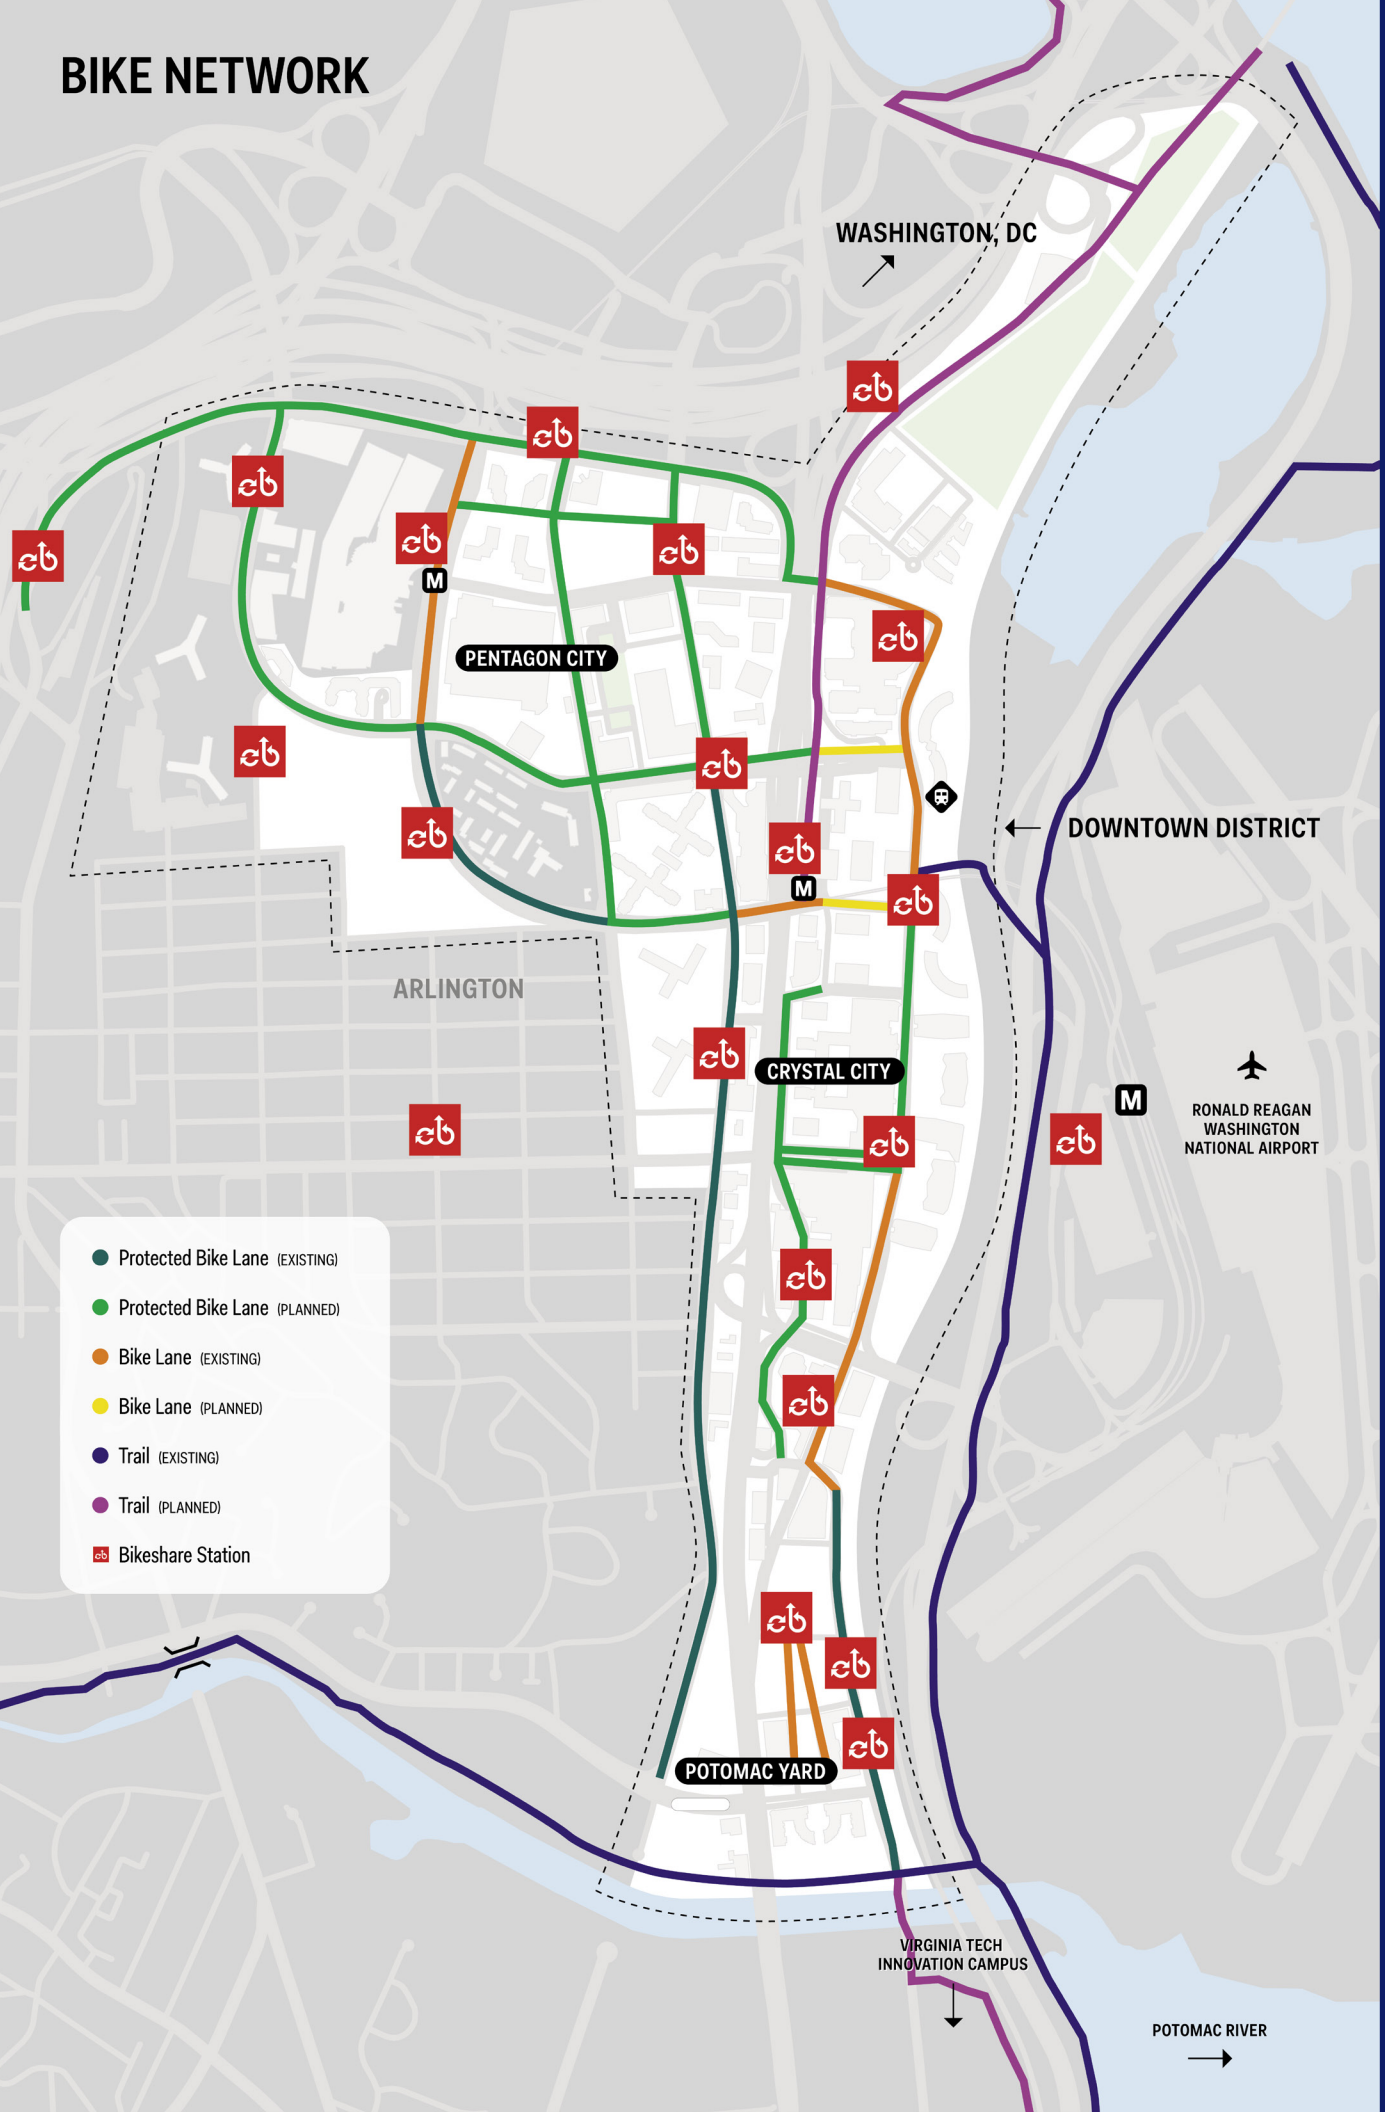 BIKE NETWORK
WASHINGTON, DC
M
PENTAGON CITY
DOWNTOWN DISTRICT
M
ARLINGTON
CRYSTAL CITY
M
RONALD REAGAN
WASHINGTON
NATIONAL AIRPORT
Protected Bike Lane (EXISTING)
Protected Bike Lane (PLANNED)
Bike Lane (EXISTING)
Bike Lane (PLANNED)
Trail (EXISTING)
Trail (PLANNED)
Bikeshare Station
POTOMAC YARD
VIRGINIA TECH
INNOVATION CAMPUS
POTOMAC RIVER